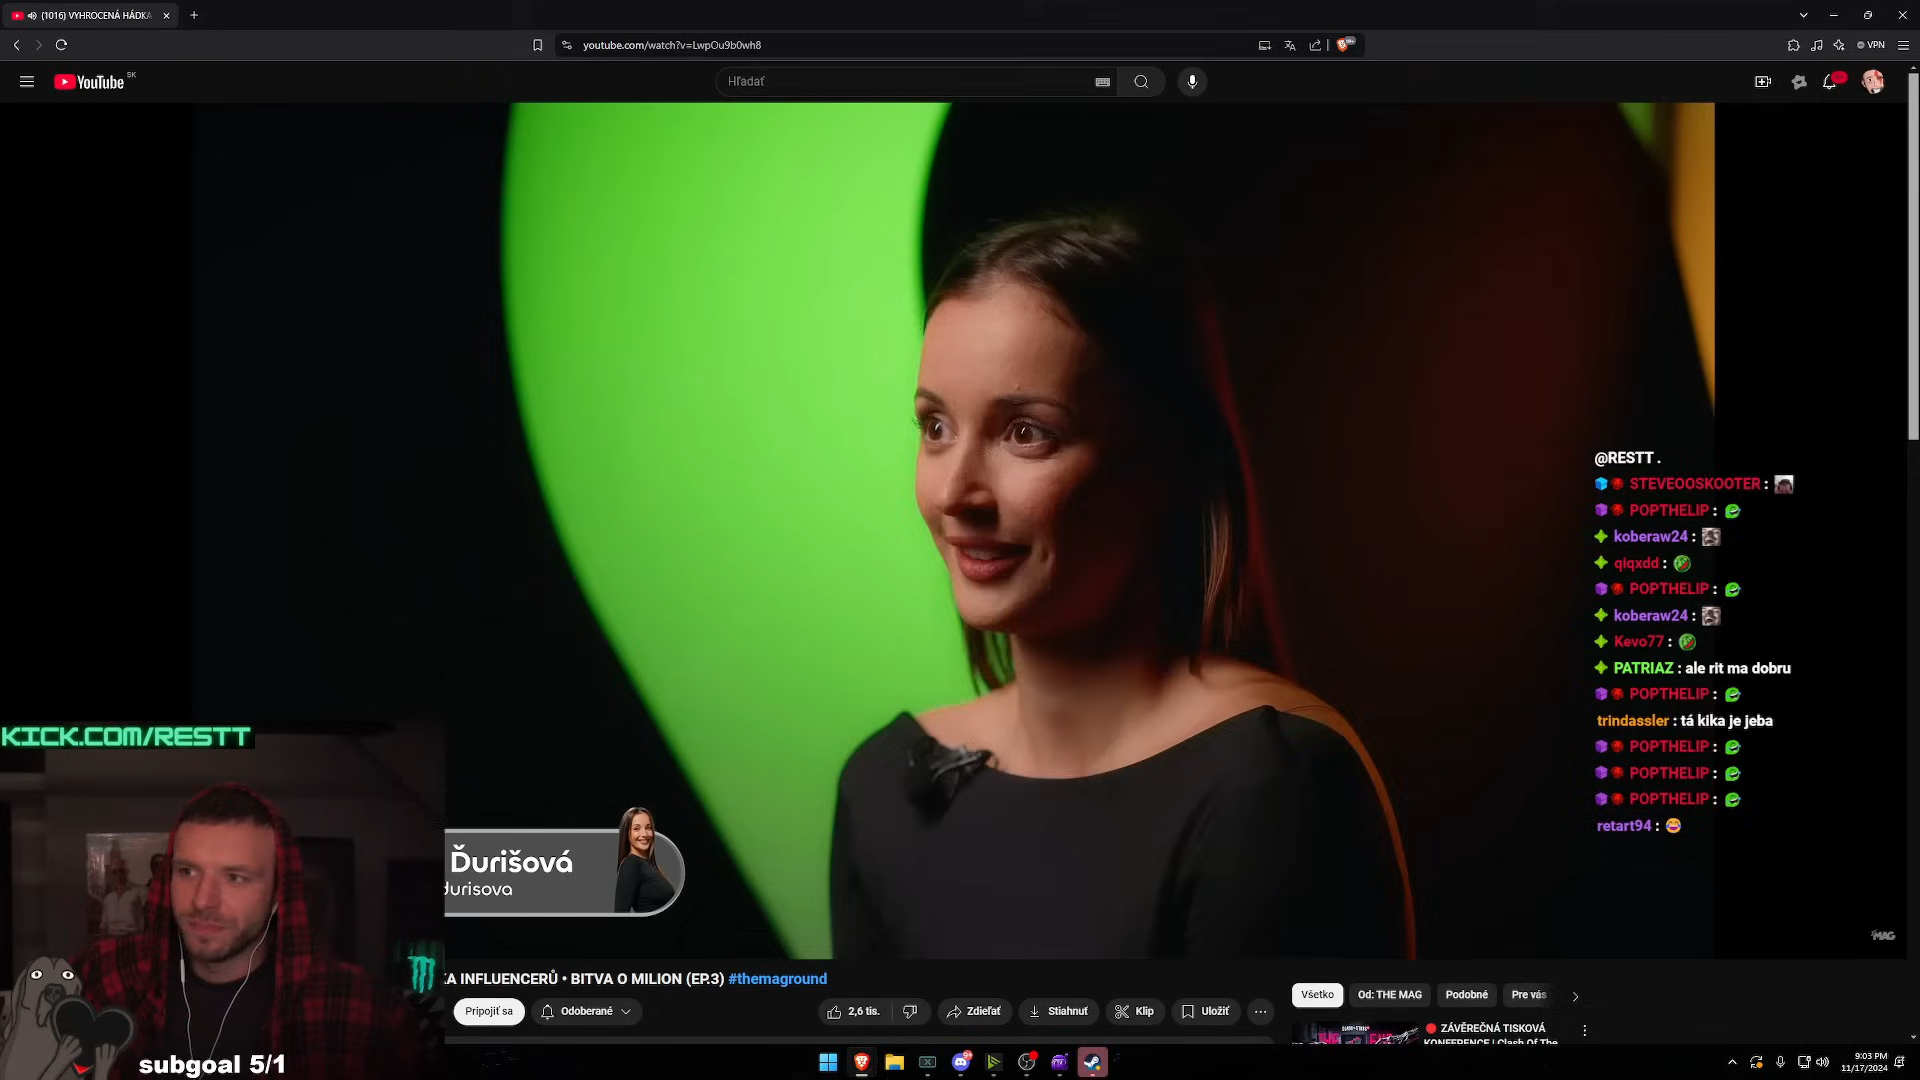 (1016) VYHROCENÁ HÁDKA
youtube.com/watch?v=LwpOu9b0wh8
VPN
YouTube SK
Hľadať
@RESTT .
STEVEOOSKOOTER :
POPTHELIP :
koberaw24 :
qiqxdd :
POPTHELIP :
koberaw24 :
Kevo77 :
PATRIAZ : ale rit ma dobru
POPTHELIP :
trindassler : tá kika je jeba
POPTHELIP :
POPTHELIP :
POPTHELIP :
retart94 :
KICK.COM/RESTT
Ďurišová
durisova
MAG
KA INFLUENCERŮ • BITVA O MILION (EP.3) #themaground
Pripojiť sa
Odoberané
2,6 tis.
Zdieľať
Stiahnuť
Klip
Uložiť
Všetko
Od: THE MAG
Podobné
Pre vás
ZÁVĚREČNÁ TISKOVÁ
KONFERENCE | Clash Of The
subgoal 5/1
9:03 PM
11/17/2024